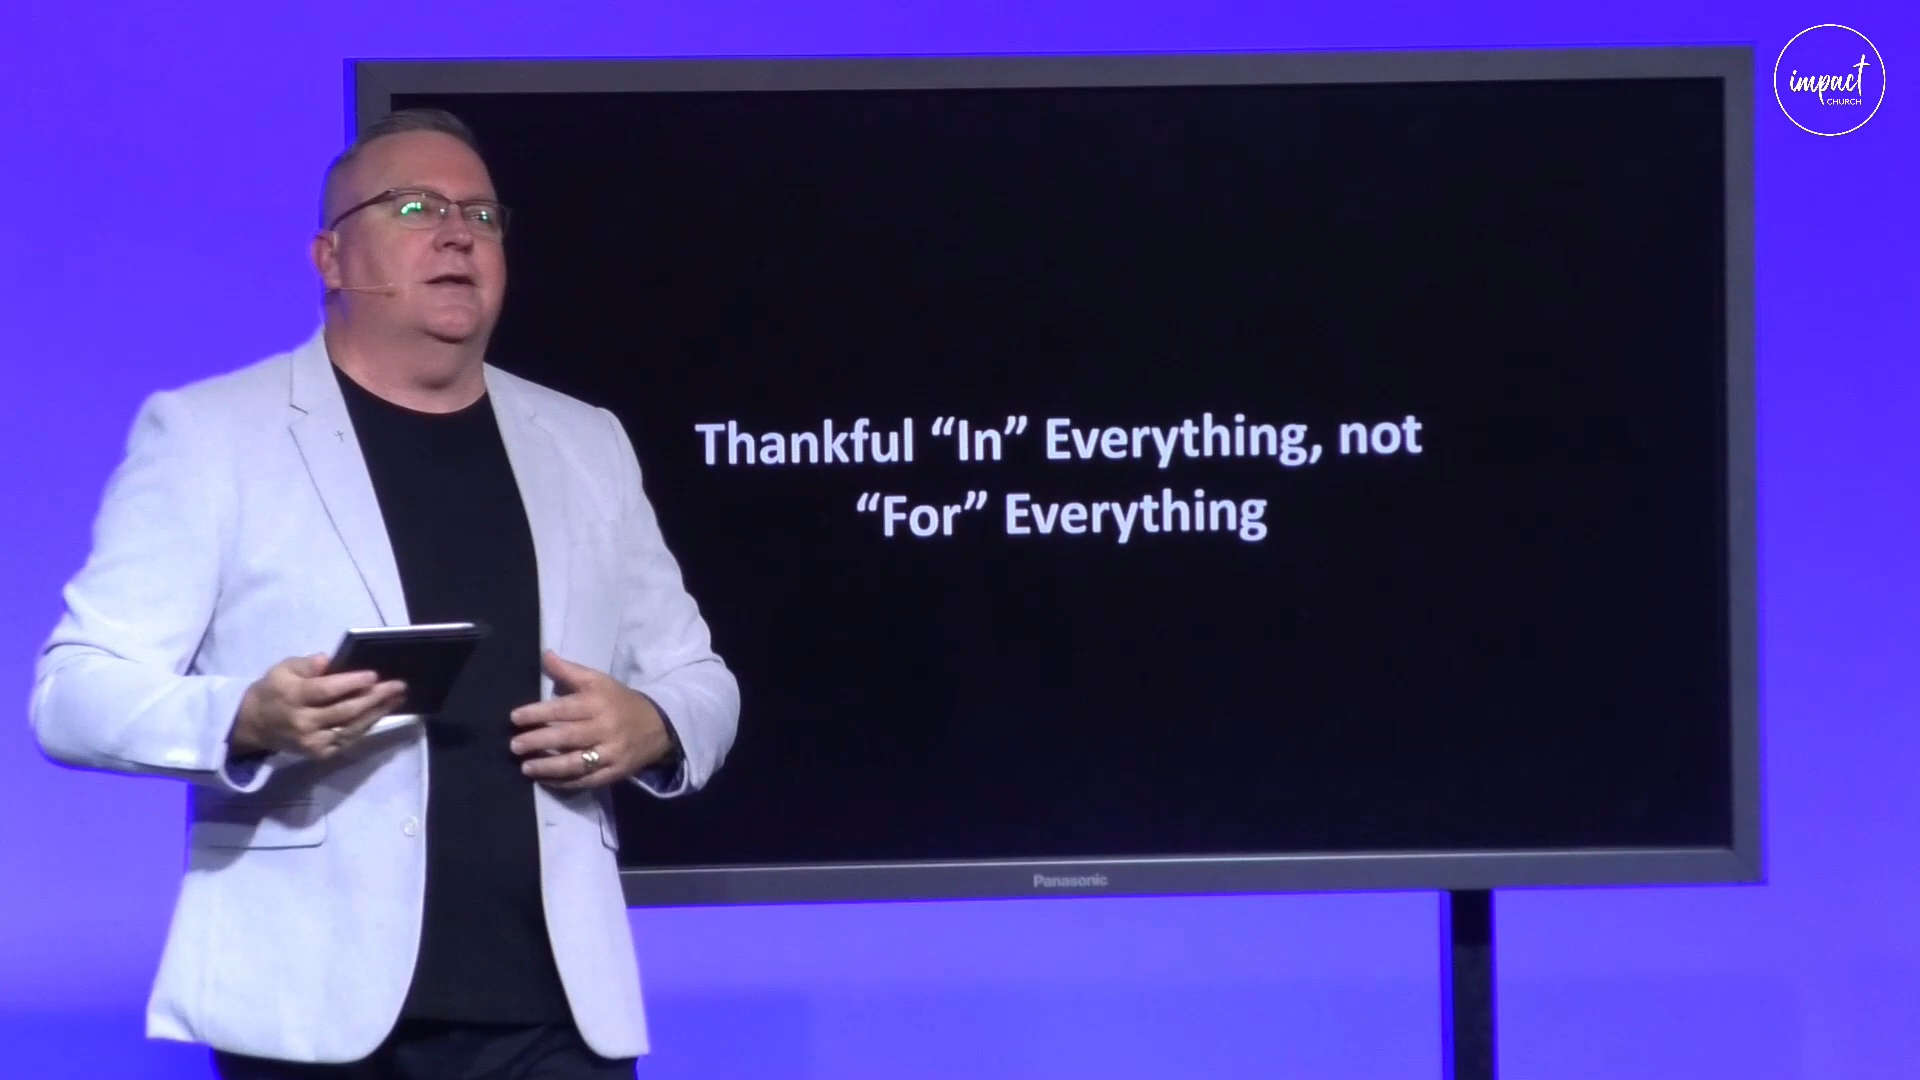 impact
CHURCH
Thankful “In” Everything, not
“For” Everything
Panasonic